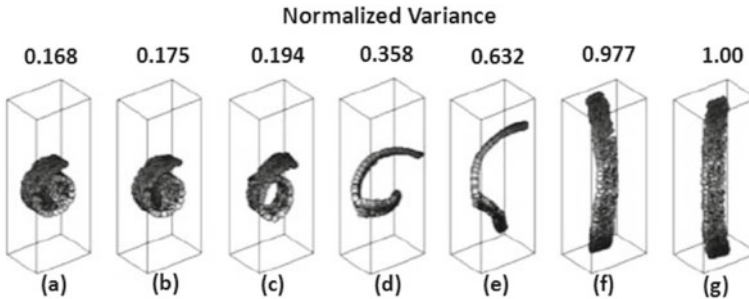 Normalized Variance
0.168 0.175 0.194 0.358 0.632 0.977 1.00
(a) (b) (c) (d) (e) (f) (g)